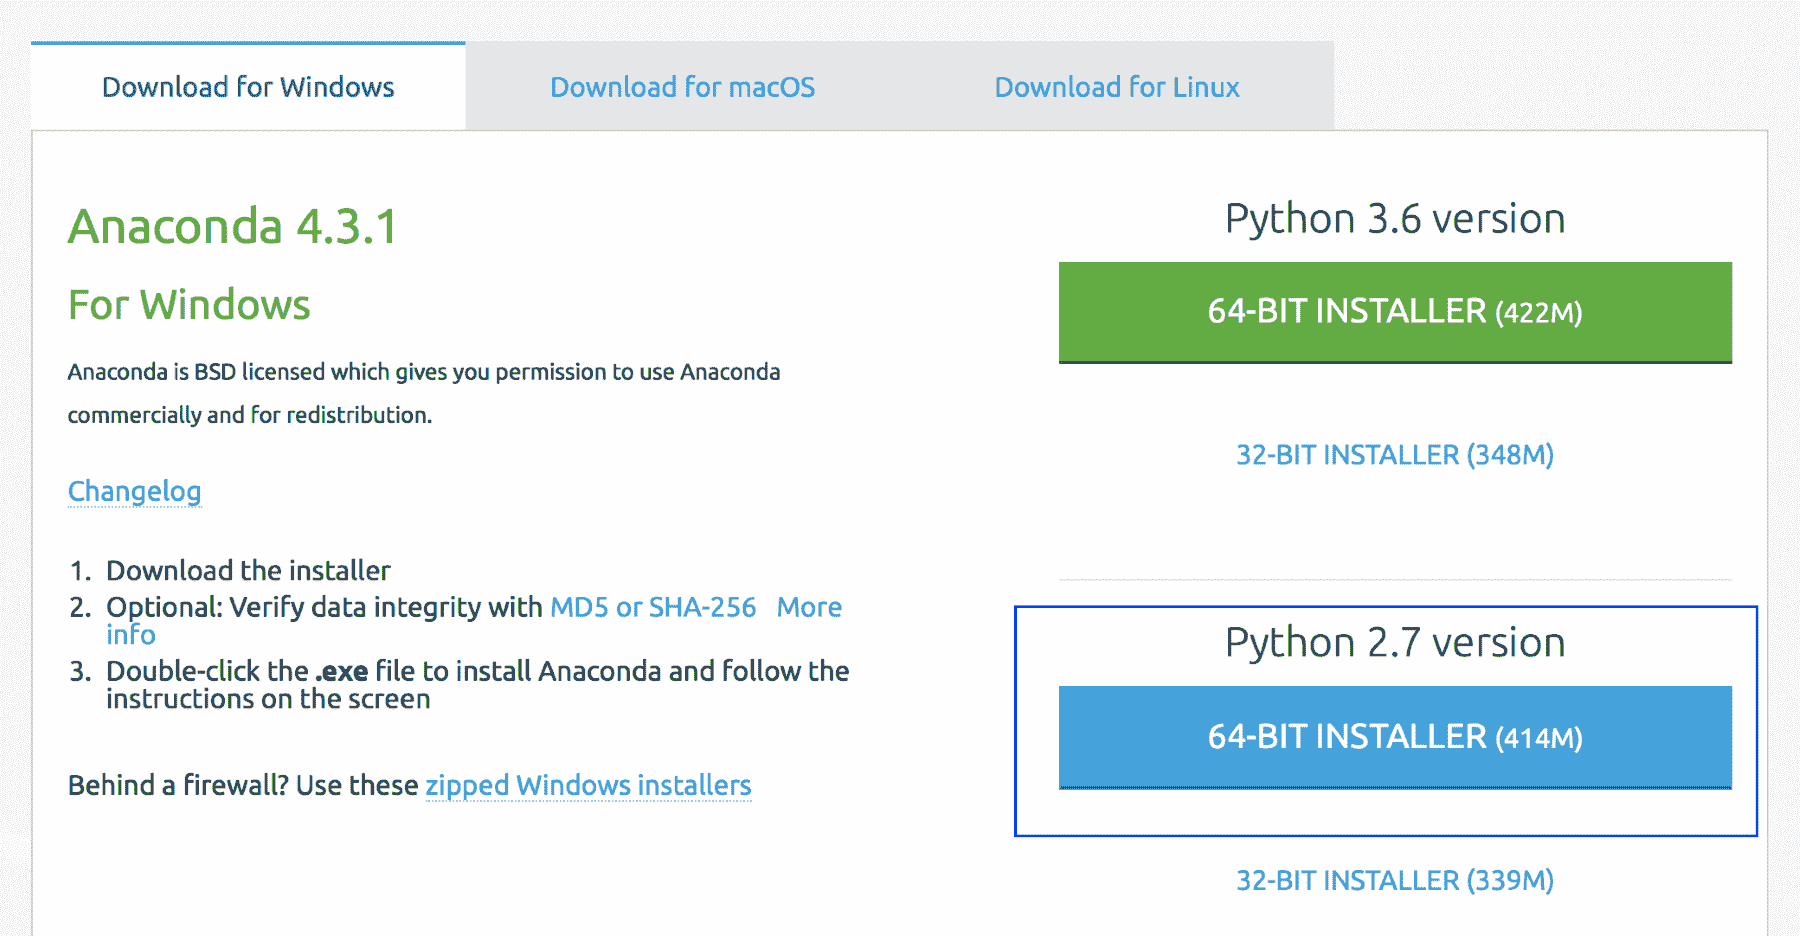 Download for Windows
Download for macOS
Download for Linux
Anaconda 4.3.1
For Windows
Anaconda is BSD licensed which gives you permission to use Anaconda
commercially and for redistribution.
Changelog
1. Download the installer
2. Optional: Verify data integrity with MD5 or SHA-256 More
info
3. Double-click the .exe file to install Anaconda and follow the
instructions on the screen
Behind a firewall? Use these zipped Windows installers
Python 3.6 version
64-BIT INSTALLER (422M)
32-BIT INSTALLER (348M)
Python 2.7 version
64-BIT INSTALLER (414M)
32-BIT INSTALLER (339M)